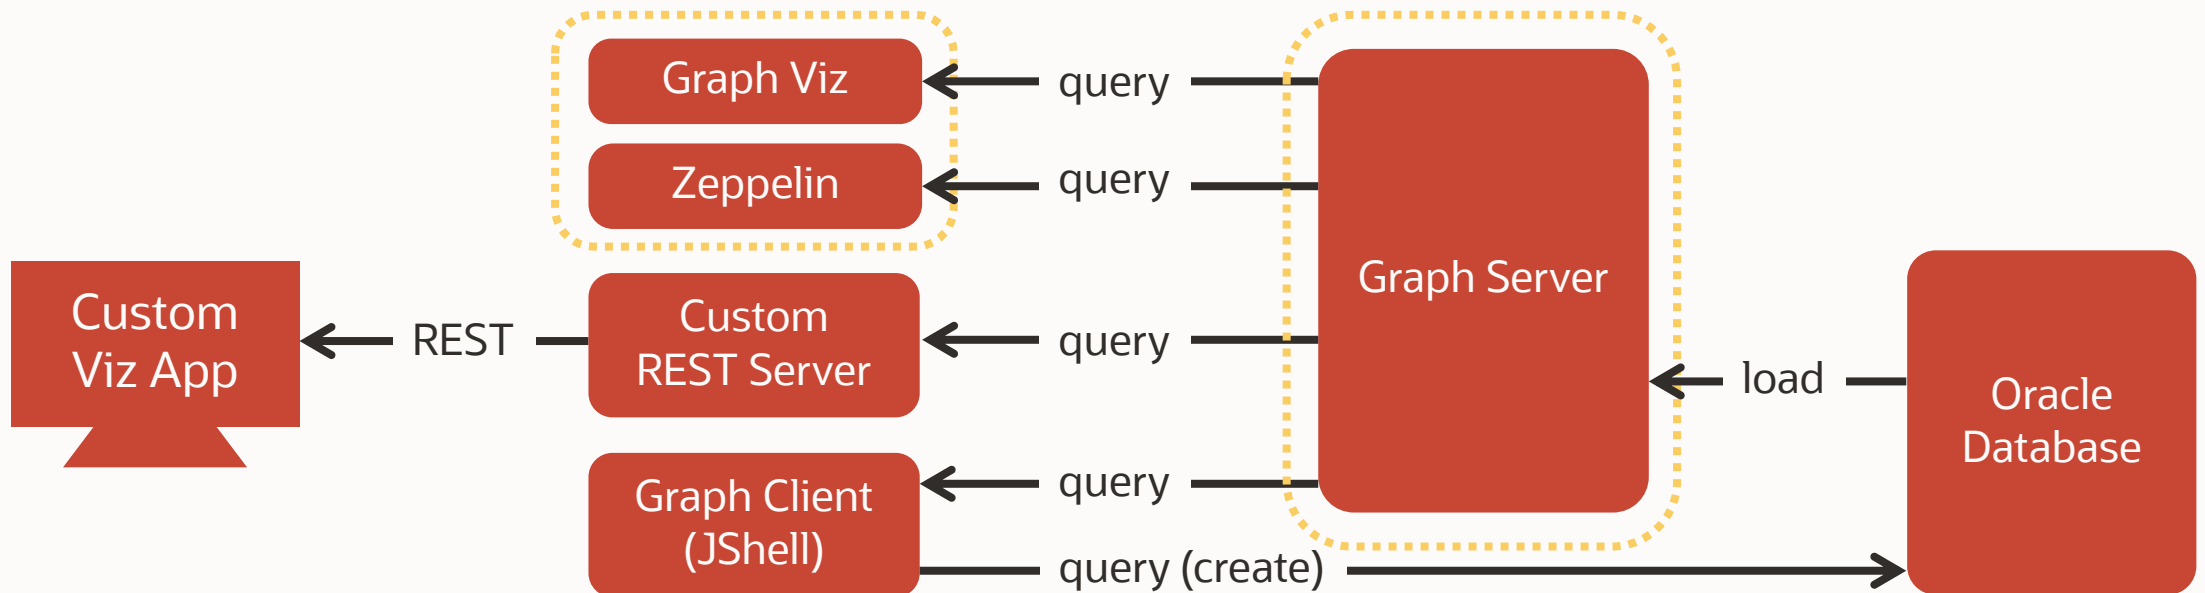 Graph Viz
query
Zeppelin
query
Graph Server
Custom
Viz App
REST
Custom
REST Server
query
load
Oracle
Database
Graph Client
(JShell)
query
query (create)